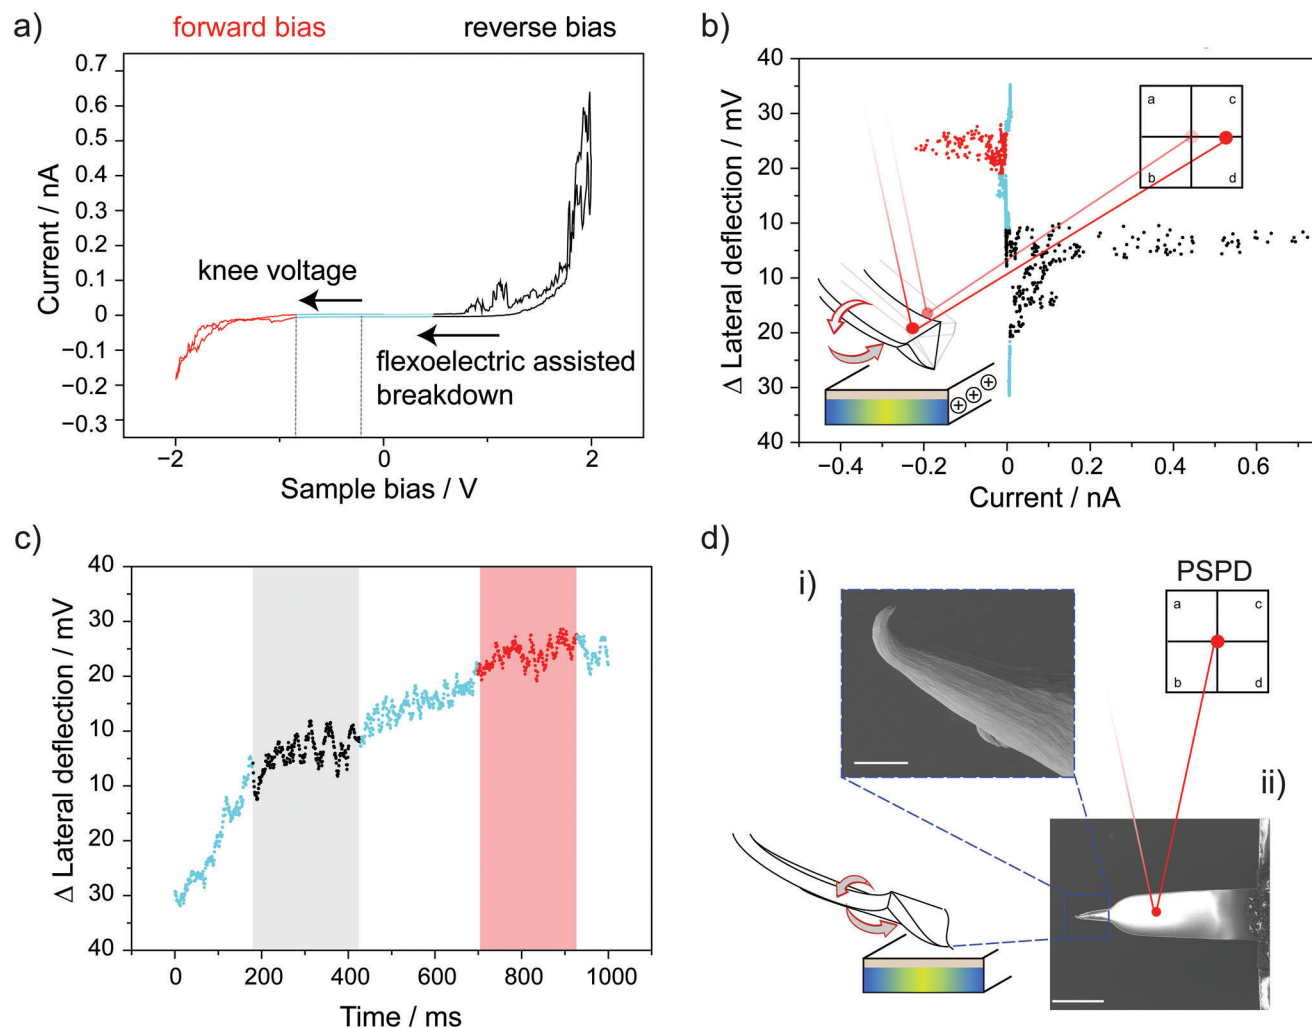 a)
forward bias
reverse bias
0.7
0.6
0.5
0.4
0.3
0.2
0.1
0
−0.1
−0.2
−0.3
Current / nA
knee voltage
flexoelectric assisted
breakdown
−2
0
2
Sample bias / V
b)
40
30
20
10
10
20
30
40
Δ Lateral deflection / mV
a
c
b
d
+ + +
−0.4
−0.2
0
0.2
0.4
0.6
Current / nA
c)
40
30
20
10
10
20
30
40
Δ Lateral deflection / mV
0
200
400
600
800
1000
Time / ms
d)
i)
PSPD
a
c
b
d
ii)